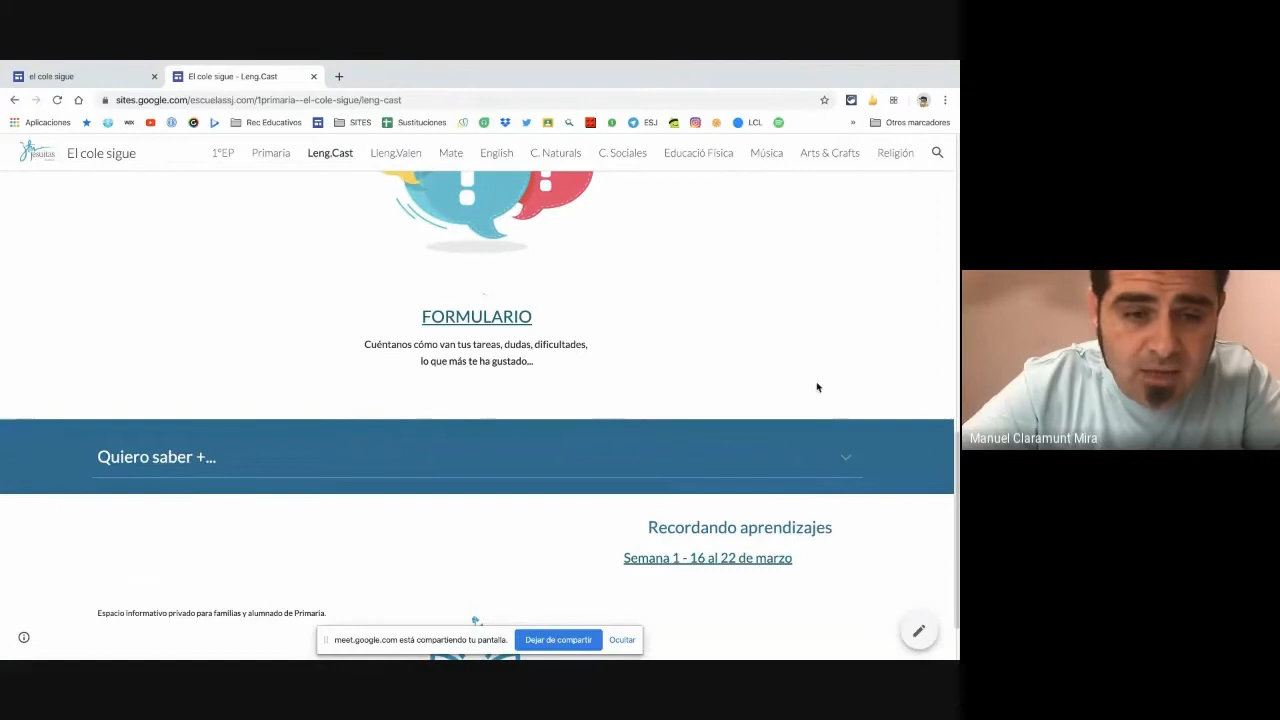 el cole sigue
El cole sigue - Leng.Cast
sites.google.com/escuelassj.com/1primaria--el-cole-sigue/leng-cast
Aplicaciones
WIX
Rec Educativos
SITES
Sustituciones
ESJ
LCL
»
Otros marcadores
jesuitas
El cole sigue
1ºEP
Primaria
Leng.Cast
Lleng.Valen
Mate
English
C. Naturals
C. Sociales
Educació Física
Música
Arts & Crafts
Religión
FORMULARIO
Cuéntanos cómo van tus tareas, dudas, dificultades,
lo que más te ha gustado...
Manuel Claramunt Mira
Quiero saber +...
Recordando aprendizajes
Semana 1 - 16 al 22 de marzo
Espacio informativo privado para familias y alumnado de Primaria.
meet.google.com está compartiendo tu pantalla.
Dejar de compartir
Ocultar